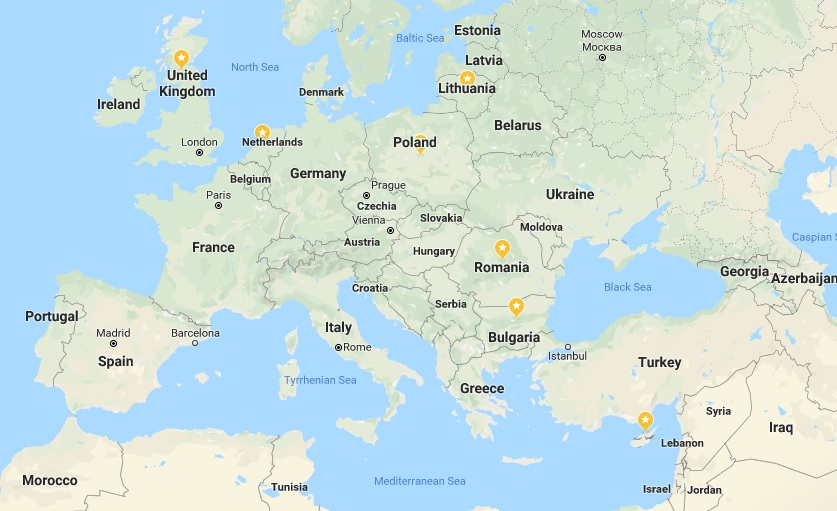 Estonia
Baltic Sea
Moscow
Москва
Latvia
North Sea
United
Kingdom
Lithuania
Denmark
Ireland
Belarus
London
Netherlands
Poland
Belgium
Germany
Prague
Paris
Czechia
Ukraine
Vienna
Slovakia
Moldova
Austria
Hungary
France
Caspian S
Romania
Georgia
Azerbaijan
Croatia
Black Sea
Serbia
Portugal
Italy
Madrid
Barcelona
Bulgaria
Rome
Istanbul
Spain
Turkey
Tyrrhenian Sea
Greece
Syria
Iraq
Lebanon
Morocco
Mediterranean Sea
Tunisia
Israel
Jordan